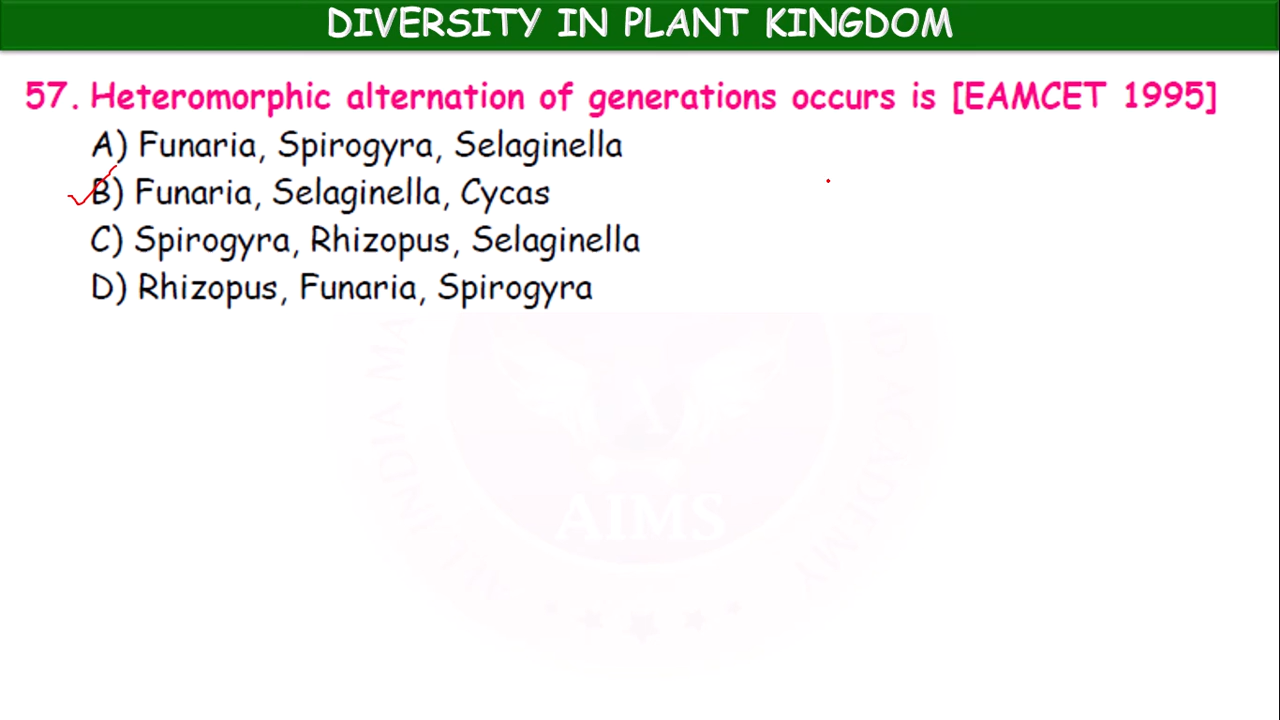 DIVERSITY IN PLANT KINGDOM
57. Heteromorphic alternation of generations occurs is [EAMCET 1995]
A) Funaria, Spirogyra, Selaginella
B) Funaria, Selaginella, Cycas
C) Spirogyra, Rhizopus, Selaginella
D) Rhizopus, Funaria, Spirogyra
AIMS